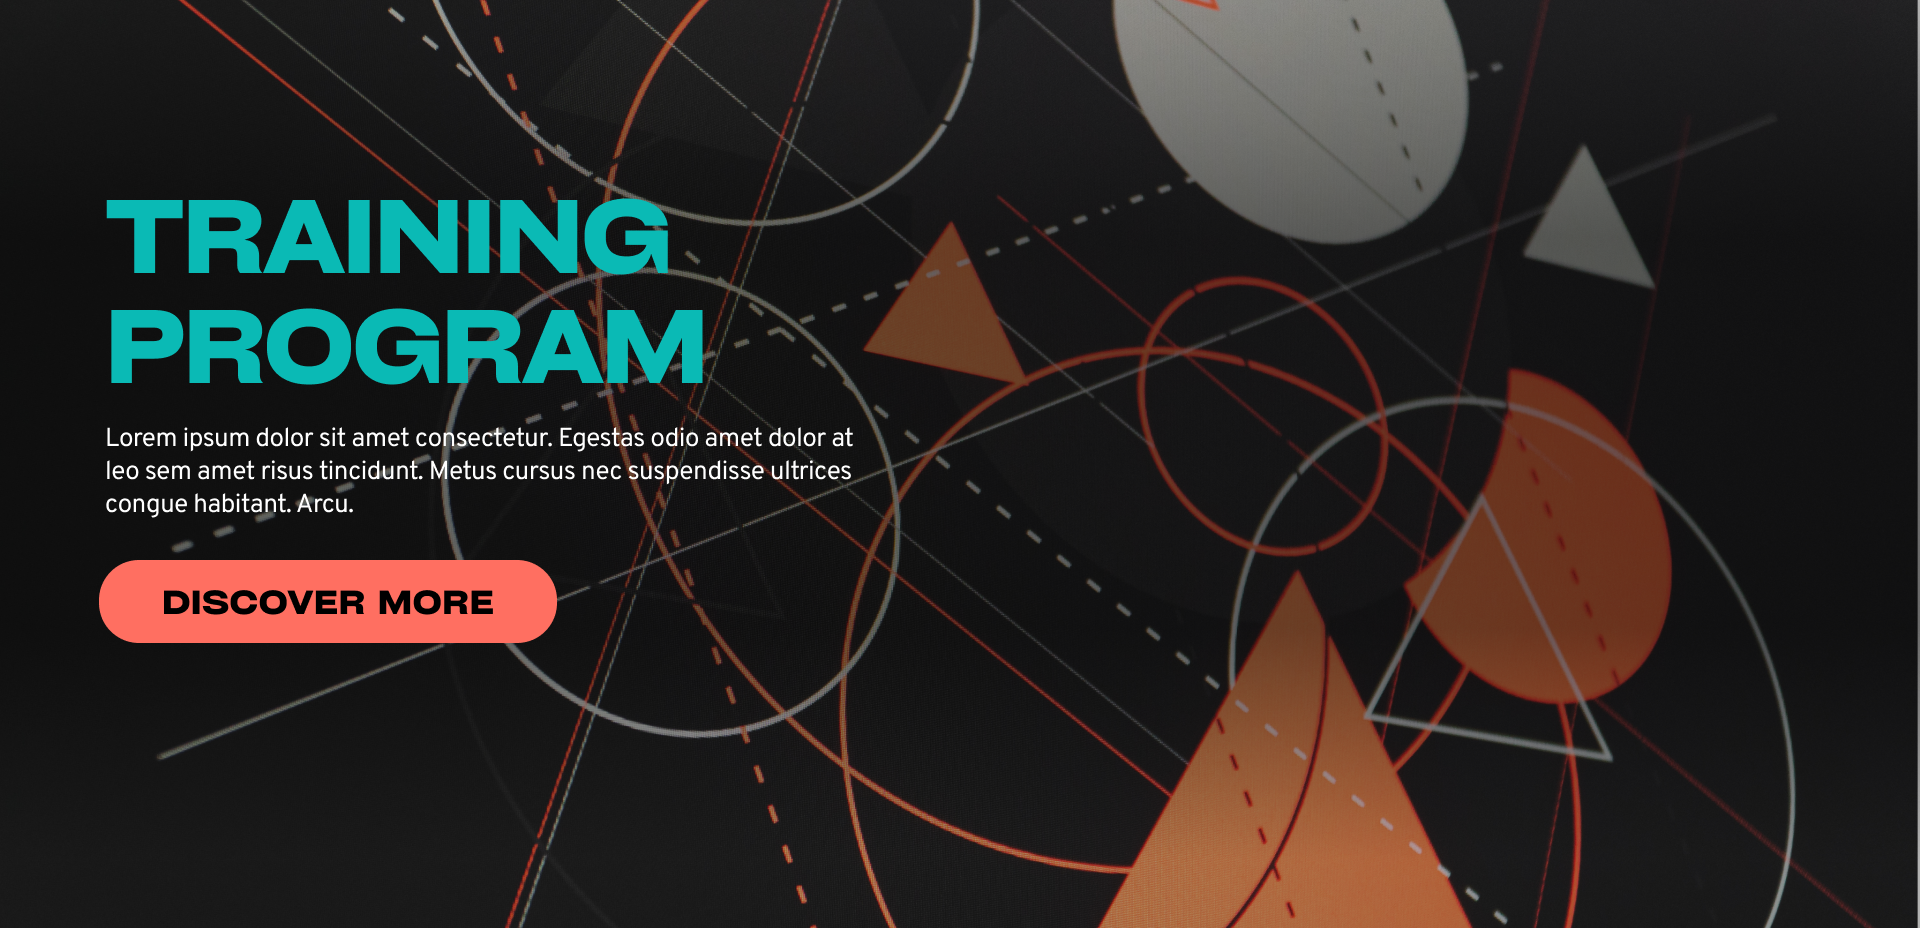 TRAINING
PROGRAM
Lorem ipsum dolor sit amet consectetur. Egestas odio amet dolor at
leo sem amet risus tincidunt. Metus cursus nec suspendisse ultrices
congue habitant. Arcu.
DISCOVER MORE